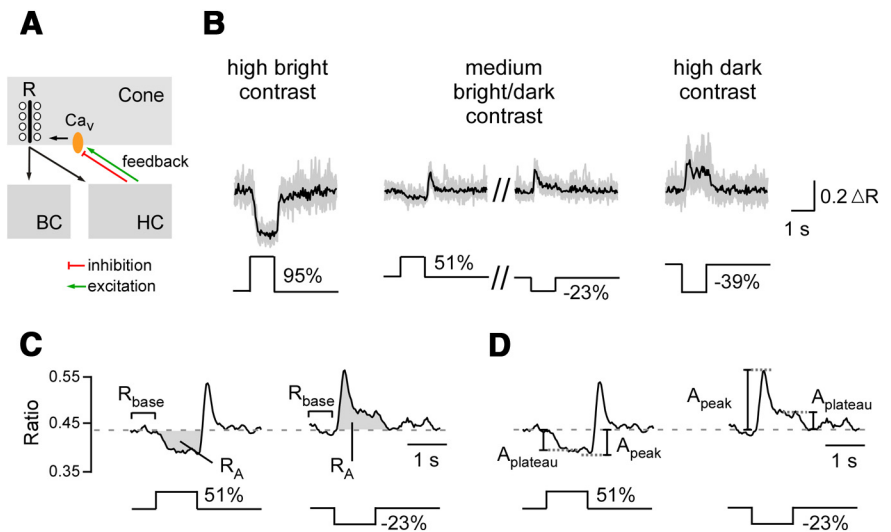 A
R
Cone
Cav
feedback
BC
HC
inhibition
excitation
B
high bright
contrast
medium
bright/dark
contrast
high dark
contrast
0.2 ΔR
1 s
95%
51%
-23%
-39%
C
Ratio
0.55
0.45
0.35
Rbase
RA
51%
Rbase
RA
1 s
-23%
D
Aplateau
Apeak
51%
Apeak
Aplateau
1 s
-23%